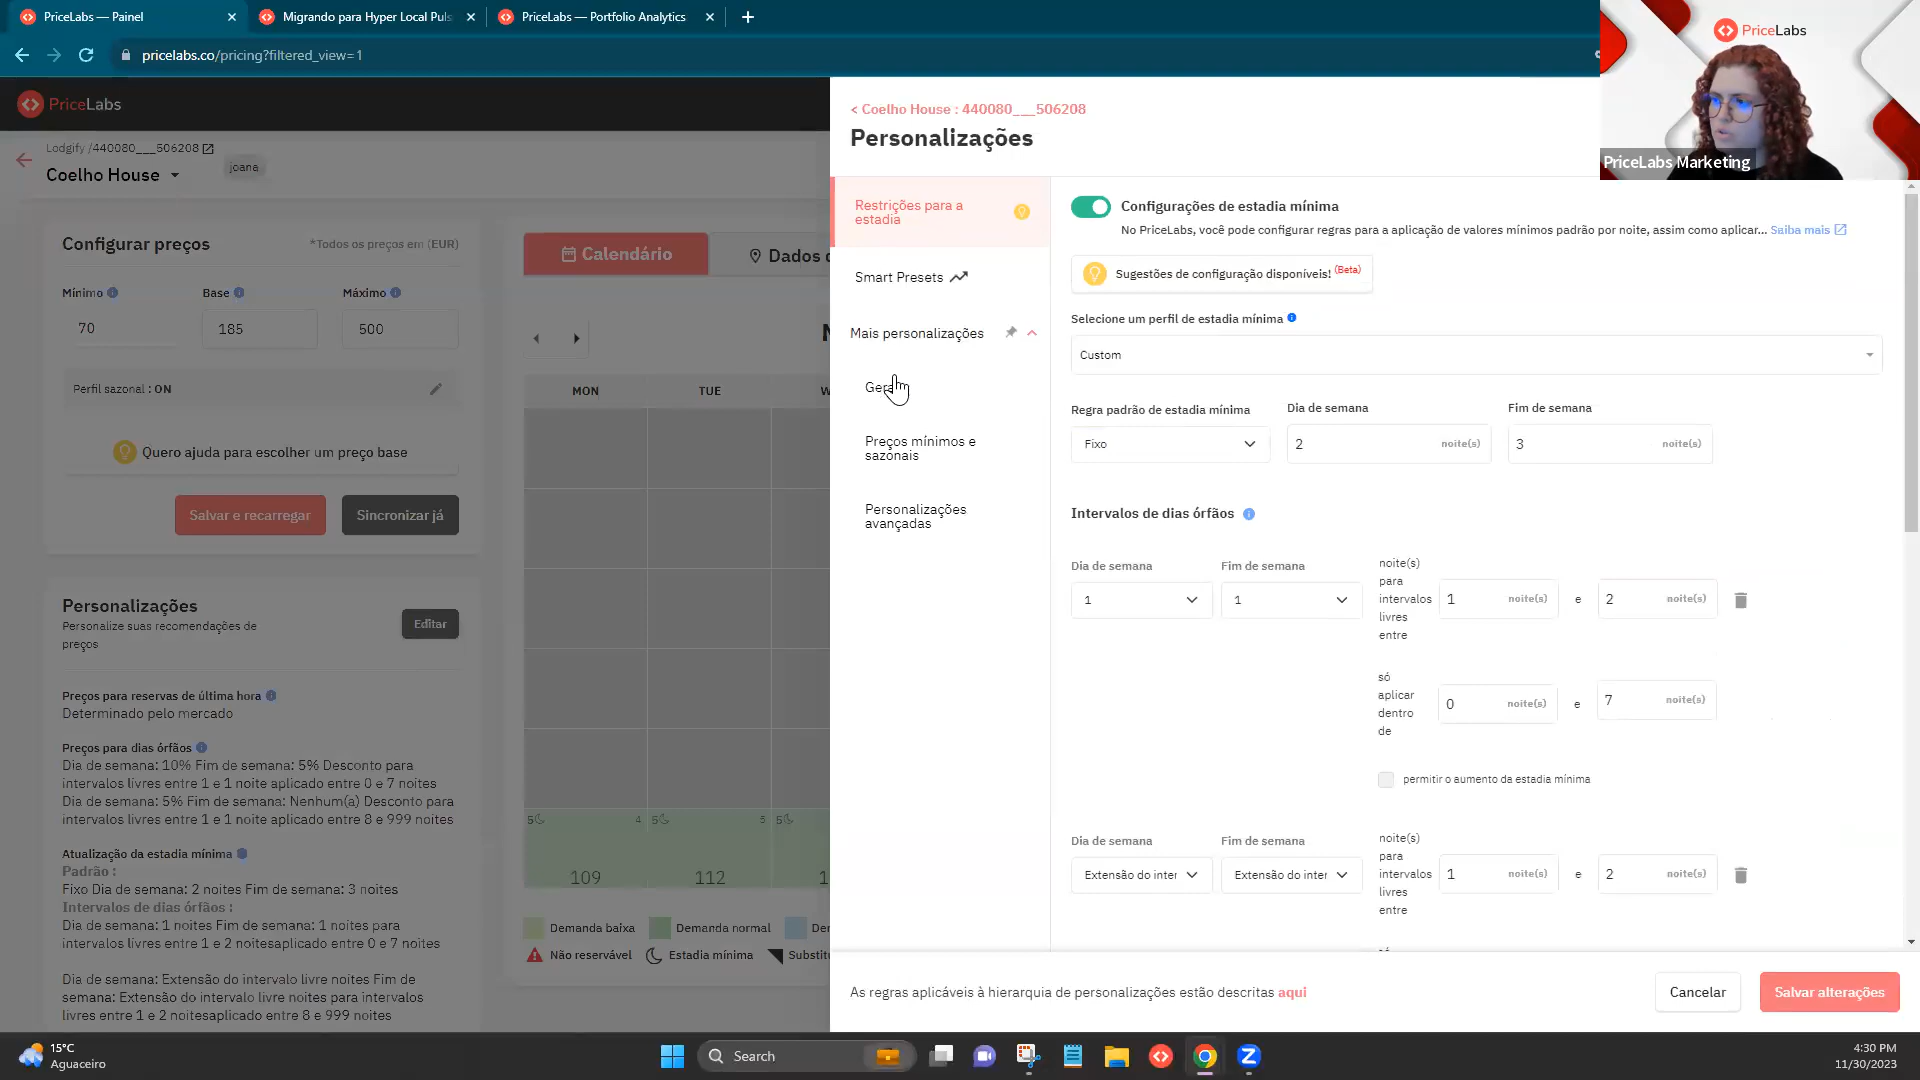 PriceLabs — Painel
Migrando para Hyper Local Puls
PriceLabs — Portfolio Analytics
pricelabs.co/pricing?filtered_view=1
PriceLabs
PriceLabs
PriceLabs Marketing
Lodgify /440080___506208
Coelho House
joana
Configurar preços
*Todos os preços em (EUR)
Mínimo
Base
Máximo
70
185
500
Perfil sazonal : ON
Quero ajuda para escolher um preço base
Salvar e recarregar
Sincronizar já
Personalizações
Personalize suas recomendações de
preços
Editar
Preços para reservas de última hora
Determinado pelo mercado
Preços para dias órfãos
Dia de semana: 10% Fim de semana: 5% Desconto para
intervalos livres entre 1 e 1 noite aplicado entre 0 e 7 noites
Dia de semana: 5% Fim de semana: Nenhum(a) Desconto para
intervalos livres entre 1 e 1 noite aplicado entre 8 e 999 noites
Atualização da estadia mínima
Padrão :
Fixo Dia de semana: 2 noites Fim de semana: 3 noites
Intervalos de dias órfãos :
Dia de semana: 1 noites Fim de semana: 1 noites para
intervalos livres entre 1 e 2 noitesaplicado entre 0 e 7 noites
Dia de semana: Extensão do intervalo livre noites Fim de
semana: Extensão do intervalo livre noites para intervalos
livres entre 1 e 2 noitesaplicado entre 8 e 999 noites
Calendário
Dados
MON
TUE
5
4
5
5
5
109
112
1
Demanda baixa
Demanda normal
Der
Não reservável
Estadia mínima
Substitu
< Coelho House : 440080___506208
Personalizações
Restrições para a
estadia
Smart Presets
Mais personalizações
Preços mínimos e
sazonais
Personalizações
avançadas
Configurações de estadia mínima
No PriceLabs, você pode configurar regras para a aplicação de valores mínimos padrão por noite, assim como aplicar... Saiba mais
Sugestões de configuração disponíveis! (Beta)
Selecione um perfil de estadia mínima
Custom
Regra padrão de estadia mínima
Dia de semana
Fim de semana
Fixo
2 noite(s)
3 noite(s)
Intervalos de dias órfãos
Dia de semana
Fim de semana
1
1
noite(s)
para
intervalos
livres
entre
1 noite(s) e 2 noite(s)
só
aplicar
dentro
de
0 noite(s) e 7 noite(s)
permitir o aumento da estadia mínima
Dia de semana
Fim de semana
Extensão do inter
Extensão do inter
noite(s)
para
intervalos
livres
entre
1 noite(s) e 2 noite(s)
As regras aplicáveis à hierarquia de personalizações estão descritas aqui
Cancelar
Salvar alterações
15°C
Aguaceiro
Search
4:30 PM
11/30/2023